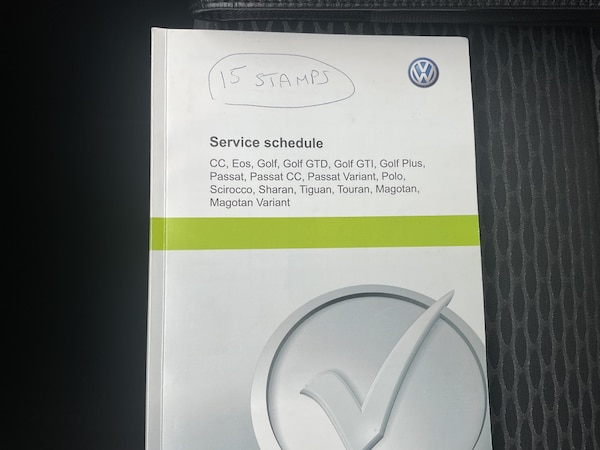 15 STAMPS
Service schedule
CC, Eos, Golf, Golf GTD, Golf GTI, Golf Plus,
Passat, Passat CC, Passat Variant, Polo,
Scirocco, Sharan, Tiguan, Touran, Magotan,
Magotan Variant